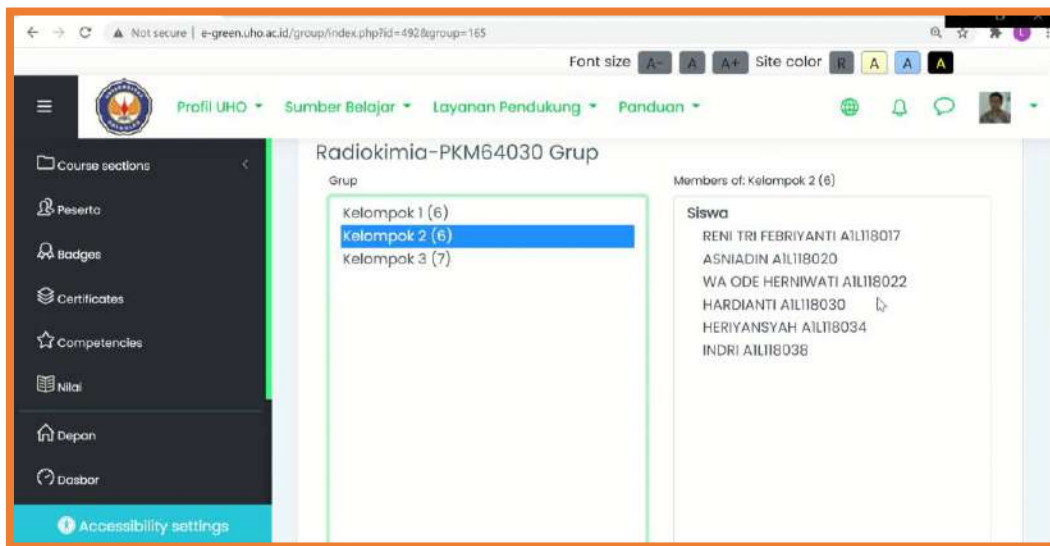 Not secure | e-green.uho.ac.id/group/index.php?id=492&group=165
Font size A- A A+ Site color R A A A
Profil UHO Sumber Belajar Layanan Pendukung Panduan
Course sections
Peserta
Badges
Certificates
Competencies
Nilai
Depan
Dasbor
Accessibility settings
Radiokimia-PKM64030 Grup
Grup
Kelompok 1 (6)
Kelompok 2 (6)
Kelompok 3 (7)
Members of: Kelompok 2 (6)
Siswa
RENI TRI FEBRIYANTI A1L118017
ASNIADIN A1L118020
WA ODE HERNIWATI A1L118022
HARDIANTI A1L118030
HERIYANSYAH A1L118034
INDRI A1L118038